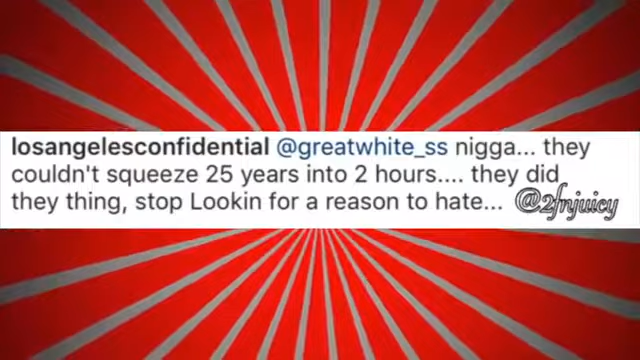 losangelesconfidential @greatwhite_ss nigga... they
couldn't squeeze 25 years into 2 hours.... they did
they thing, stop Lookin for a reason to hate...
@2fnjuicy